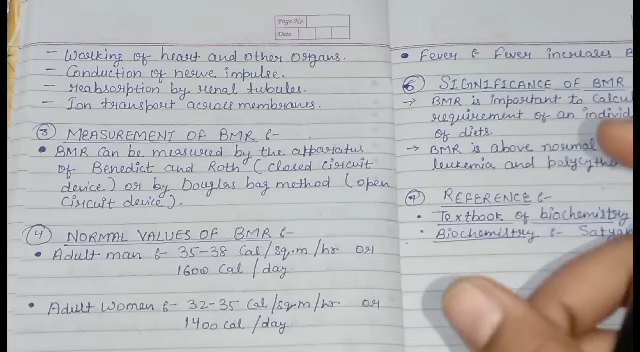 Page No.
Date
- Working of heart and other organs.
- Conduction of nerve impulse.
- reabsorption by renal tubules.
- Ion transport across membranes.
③ MEASUREMENT OF BMR :-
• BMR can be measured by the apparatus
of Benedict and Roth (closed circuit
device) or by Douglas bag method (open
circuit device).
④ NORMAL VALUES OF BMR :-
• Adult man :- 35-38 Cal/sq.m/hr or
1600 Cal/day
• Adult Women :- 32-35 Cal/sq.m/hr or
1400 Cal/day.
• Fever :- Fever increases B
⑥ SIGNIFICANCE OF BMR
→ BMR is important to calcu
requirement of an individ
of diets.
→ BMR is above normal
leukemia and polycythe
REFERENCE :-
• Textbook of biochemistry
• Biochemistry :- Satya